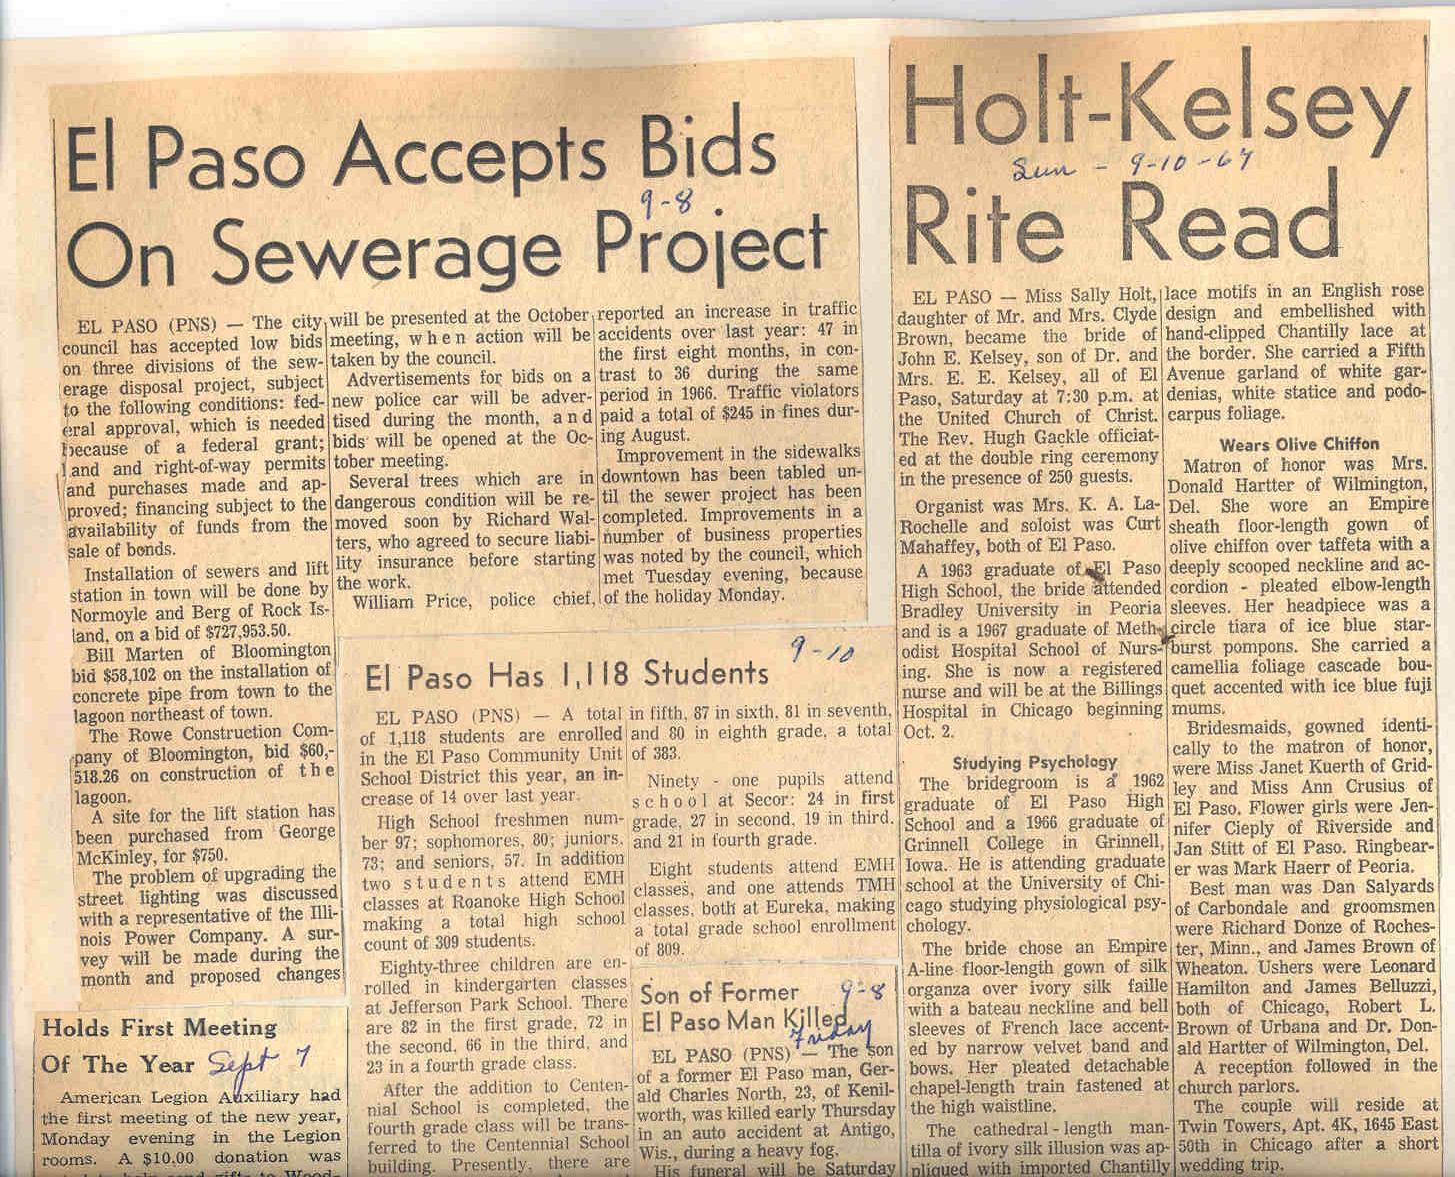 El Paso Accepts Bids
9-8
On Sewerage Project
EL PASO (PNS) — The city
council has accepted low bids
on three divisions of the sew-
erage disposal project, subject
to the following conditions: fed-
eral approval, which is needed
because of a federal grant;
land and right-of-way permits
and purchases made and ap-
proved; financing subject to the
availability of funds from the
sale of bonds.
Installation of sewers and lift
station in town will be done by
Normoyle and Berg of Rock Is-
land, on a bid of $727,953.50.
Bill Marten of Bloomington
bid $58,102 on the installation of
concrete pipe from town to the
lagoon northeast of town.
The Rowe Construction Com-
pany of Bloomington, bid $60,-
518.26 on construction of the
lagoon.
A site for the lift station has
been purchased from George
McKinley, for $750.
The problem of upgrading the
street lighting was discussed
with a representative of the Illi-
nois Power Company. A sur-
vey will be made during the
month and proposed changes
will be presented at the October
meeting, when action will be
taken by the council.
Advertisements for bids on a
new police car will be adver-
tised during the month, and
bids will be opened at the Oc-
tober meeting.
Several trees which are in
dangerous condition will be re-
moved soon by Richard Wal-
ters, who agreed to secure liabi-
lity insurance before starting
the work.
William Price, police chief,
reported an increase in traffic
accidents over last year: 47 in
the first eight months, in con-
trast to 36 during the same
period in 1966. Traffic violators
paid a total of $245 in fines dur-
ing August.
Improvement in the sidewalks
downtown has been tabled un-
til the sewer project has been
completed. Improvements in a
number of business properties
was noted by the council, which
met Tuesday evening, because
of the holiday Monday.
Holds First Meeting
Of The Year Sept 7
American Legion Auxiliary had
the first meeting of the new year,
Monday evening in the Legion
rooms. A $10.00 donation was
9-10
El Paso Has 1,118 Students
EL PASO (PNS) — A total
of 1,118 students are enrolled
in the El Paso Community Unit
School District this year, an in-
crease of 14 over last year.
High School freshmen num-
ber 97; sophomores, 80; juniors,
73; and seniors, 57. In addition
two students attend EMH
classes at Roanoke High School
making a total high school
count of 309 students.
Eighty-three children are en-
rolled in kindergarten classes
at Jefferson Park School. There
are 82 in the first grade, 72 in
the second, 66 in the third, and
23 in a fourth grade class.
After the addition to Centen-
nial School is completed, the
fourth grade class will be trans-
ferred to the Centennial School
building. Presently, there are
in fifth, 87 in sixth, 81 in seventh,
and 80 in eighth grade, a total
of 383.
Ninety - one pupils attend
school at Secor: 24 in first
grade, 27 in second, 19 in third,
and 21 in fourth grade.
Eight students attend EMH
classes, and one attends TMH
classes, both at Eureka, making
a total grade school enrollment
of 809.
Son of Former 9-8
El Paso Man Killed
Friday
EL PASO (PNS) — The son
of a former El Paso man, Ger-
ald Charles North, 23, of Kenil-
worth, was killed early Thursday
in an auto accident at Antigo,
Wis., during a heavy fog.
His funeral will be Saturday
Holt-Kelsey
Sun - 9-10-67
Rite Read
EL PASO — Miss Sally Holt,
daughter of Mr. and Mrs. Clyde
Brown, became the bride of
John E. Kelsey, son of Dr. and
Mrs. E. E. Kelsey, all of El
Paso, Saturday at 7:30 p.m. at
the United Church of Christ.
The Rev. Hugh Gackle officiat-
ed at the double ring ceremony
in the presence of 250 guests.
Organist was Mrs. K. A. La-
Rochelle and soloist was Curt
Mahaffey, both of El Paso.
A 1963 graduate of El Paso
High School, the bride attended
Bradley University in Peoria
and is a 1967 graduate of Meth-
odist Hospital School of Nurs-
ing. She is now a registered
nurse and will be at the Billings
Hospital in Chicago beginning
Oct. 2.
Studying Psychology
The bridegroom is a 1962
graduate of El Paso High
School and a 1966 graduate of
Grinnell College in Grinnell,
Iowa. He is attending graduate
school at the University of Chi-
cago studying physiological psy-
chology.
The bride chose an Empire
A-line floor-length gown of silk
organza over ivory silk faille
with a bateau neckline and bell
sleeves of French lace accent-
ed by narrow velvet band and
bows. Her pleated detachable
chapel-length train fastened at
the high waistline.
The cathedral - length man-
tilla of ivory silk illusion was ap-
pliqued with imported Chantilly
lace motifs in an English rose
design and embellished with
hand-clipped Chantilly lace at
the border. She carried a Fifth
Avenue garland of white gar-
denias, white statice and podo-
carpus foliage.
Wears Olive Chiffon
Matron of honor was Mrs.
Donald Hartter of Wilmington,
Del. She wore an Empire
sheath floor-length gown of
olive chiffon over taffeta with a
deeply scooped neckline and ac-
cordion - pleated elbow-length
sleeves. Her headpiece was a
circle tiara of ice blue star-
burst pompons. She carried a
camellia foliage cascade bou-
quet accented with ice blue fuji
mums.
Bridesmaids, gowned identi-
cally to the matron of honor,
were Miss Janet Kuerth of Grid-
ley and Miss Ann Crusius of
El Paso. Flower girls were Jen-
nifer Cieply of Riverside and
Jan Stitt of El Paso. Ringbear-
er was Mark Haerr of Peoria.
Best man was Dan Salyards
of Carbondale and groomsmen
were Richard Donze of Roches-
ter, Minn., and James Brown of
Wheaton. Ushers were Leonard
Hamilton and James Belluzzi,
both of Chicago, Robert L.
Brown of Urbana and Dr. Don-
ald Hartter of Wilmington, Del.
A reception followed in the
church parlors.
The couple will reside at
Twin Towers, Apt. 4K, 1645 East
50th in Chicago after a short
wedding trip.